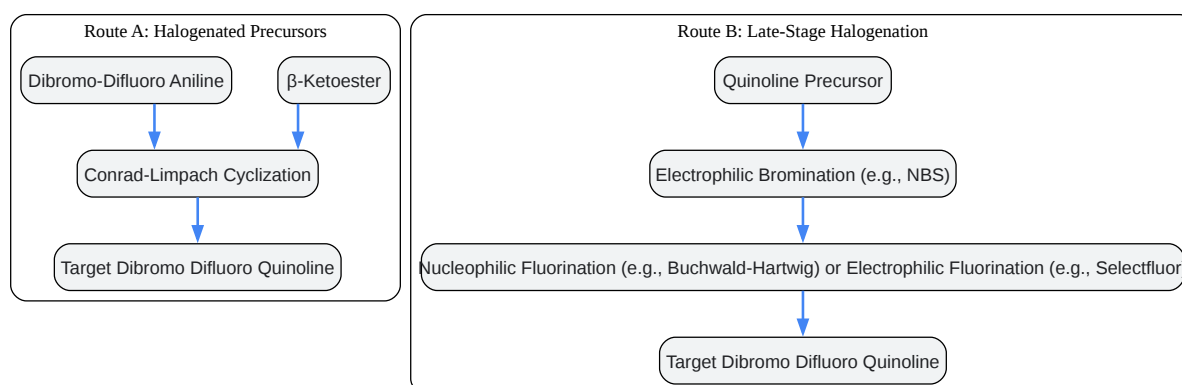 Route A: Halogenated Precursors
Dibromo-Difluoro Aniline
β-Ketoester
Conrad-Limpach Cyclization
Target Dibromo Difluoro Quinoline
Route B: Late-Stage Halogenation
Quinoline Precursor
Electrophilic Bromination (e.g., NBS)
Nucleophilic Fluorination (e.g., Buchwald-Hartwig) or Electrophilic Fluorination (e.g., Selectfluor)
Target Dibromo Difluoro Quinoline